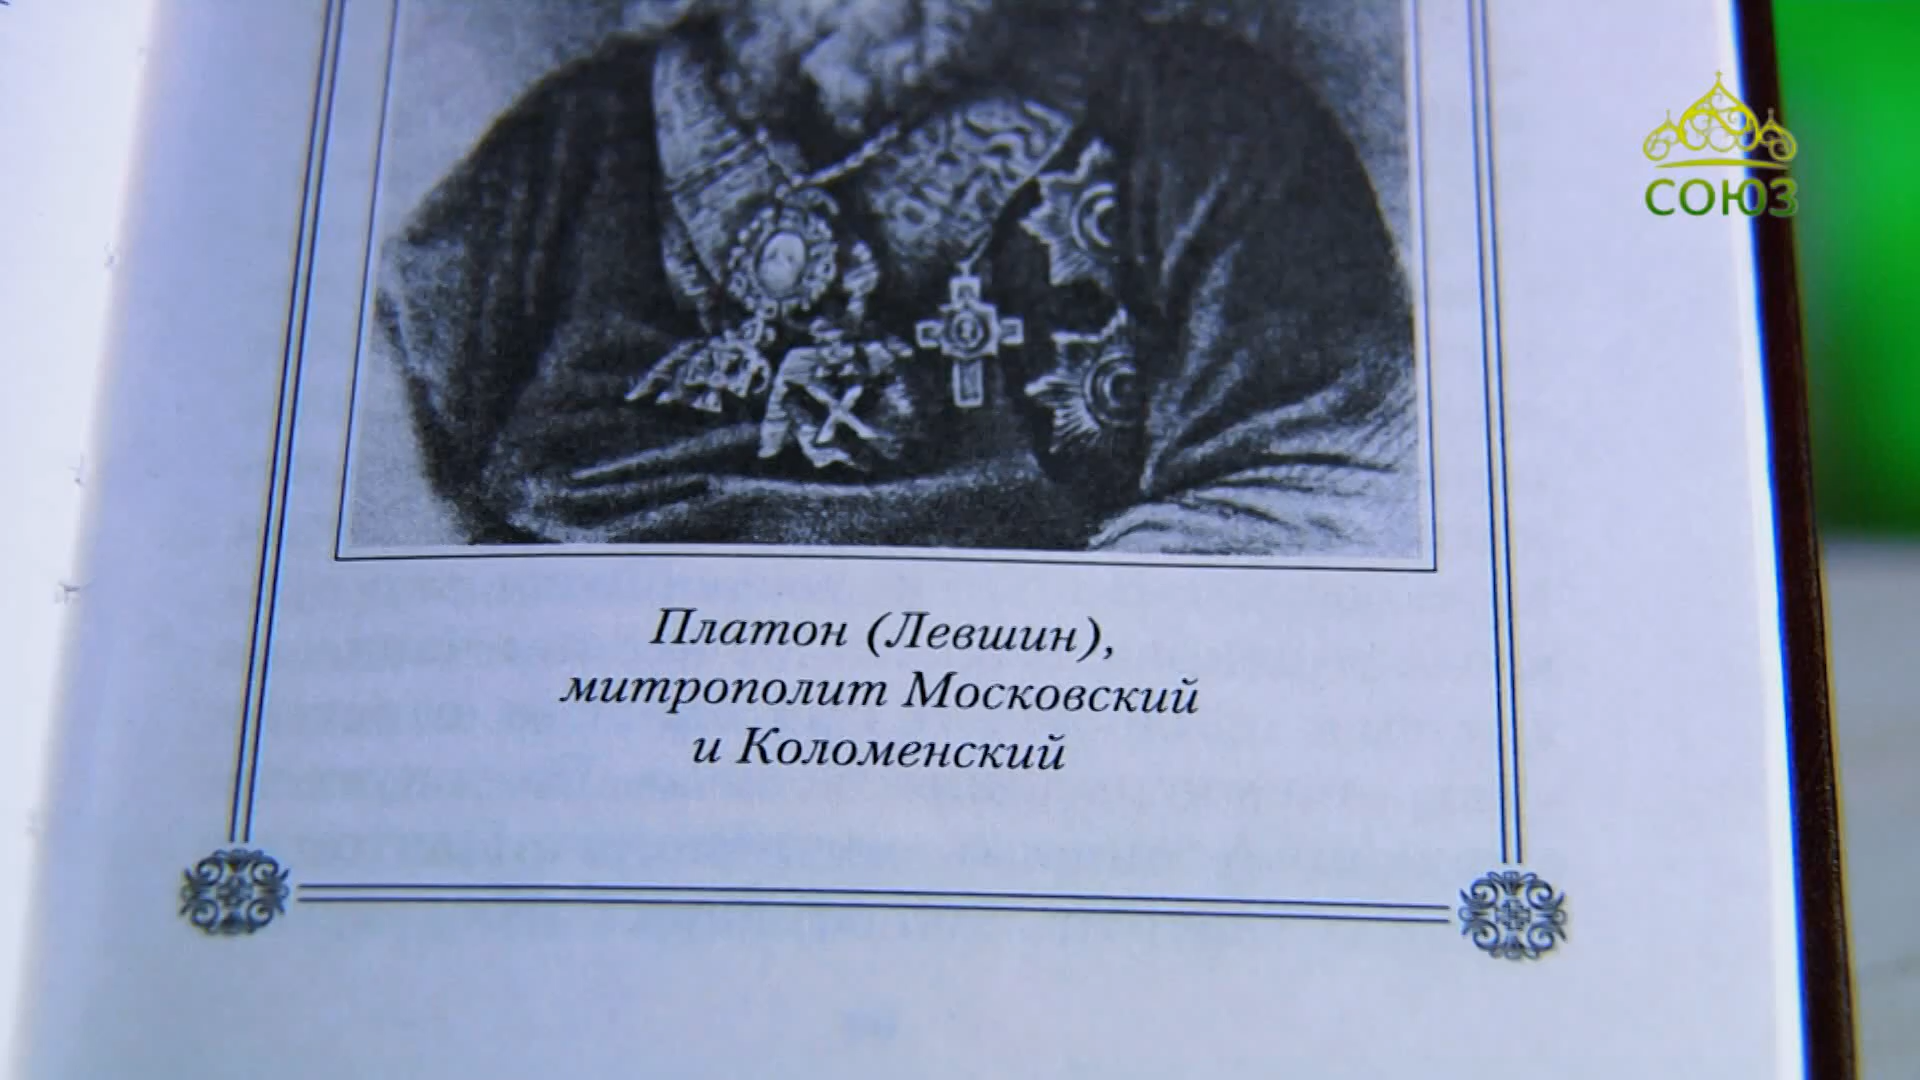 СОЮЗ
Платон (Левшин),
митрополит Московский
и Коломенский